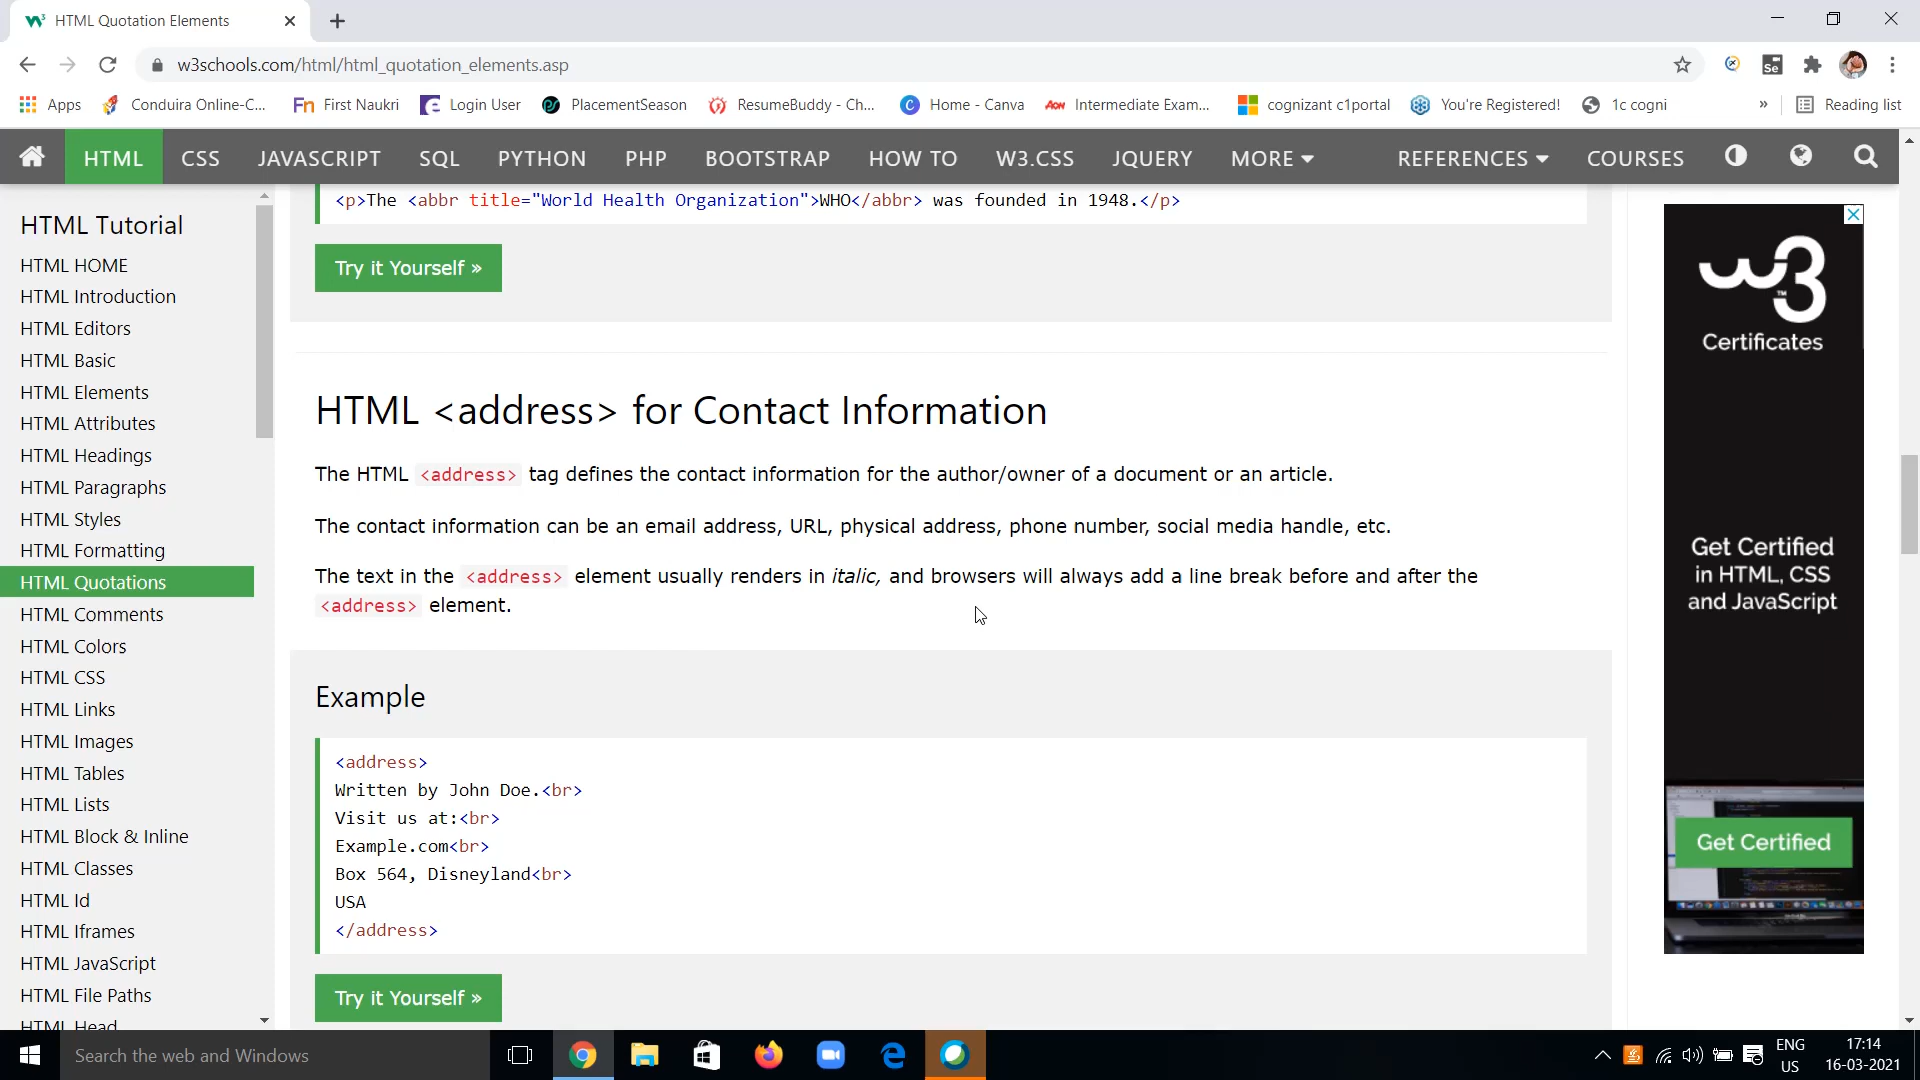 HTML Quotation Elements
w3schools.com/html/html_quotation_elements.asp
Apps
Conduira Online-C...
First Naukri
Login User
PlacementSeason
ResumeBuddy - Ch...
Home - Canva
Intermediate Exam...
cognizant c1portal
You're Registered!
1c cogni
»
Reading list
HTML
CSS
JAVASCRIPT
SQL
PYTHON
PHP
BOOTSTRAP
HOW TO
W3.CSS
JQUERY
MORE
REFERENCES
COURSES
HTML Tutorial
HTML HOME
HTML Introduction
HTML Editors
HTML Basic
HTML Elements
HTML Attributes
HTML Headings
HTML Paragraphs
HTML Styles
HTML Formatting
HTML Quotations
HTML Comments
HTML Colors
HTML CSS
HTML Links
HTML Images
HTML Tables
HTML Lists
HTML Block & Inline
HTML Classes
HTML Id
HTML Iframes
HTML JavaScript
HTML File Paths
HTML Head
<p>The <abbr title="World Health Organization">WHO</abbr> was founded in 1948.</p>
Try it Yourself »
HTML <address> for Contact Information
The HTML <address> tag defines the contact information for the author/owner of a document or an article.
The contact information can be an email address, URL, physical address, phone number, social media handle, etc.
The text in the <address> element usually renders in italic, and browsers will always add a line break before and after the
<address> element.
Example
<address>
Written by John Doe.<br>
Visit us at:<br>
Example.com<br>
Box 564, Disneyland<br>
USA
</address>
Try it Yourself »
w3
TM
Certificates
Get Certified
in HTML, CSS
and JavaScript
Get Certified
Search the web and Windows
ENG
US
17:14
16-03-2021